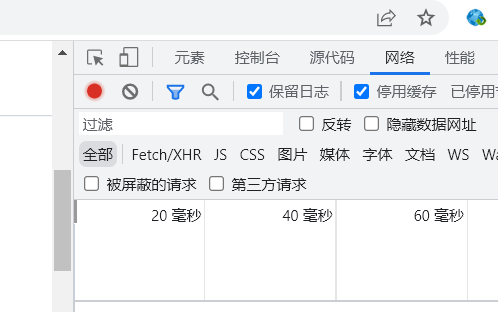 元素 控制台 源代码 网络 性能
保留日志 停用缓存 已停用
过滤 反转 隐藏数据网址
全部 Fetch/XHR JS CSS 图片 媒体 字体 文档 WS Wa
被屏蔽的请求 第三方请求
20 毫秒 40 毫秒 60 毫秒